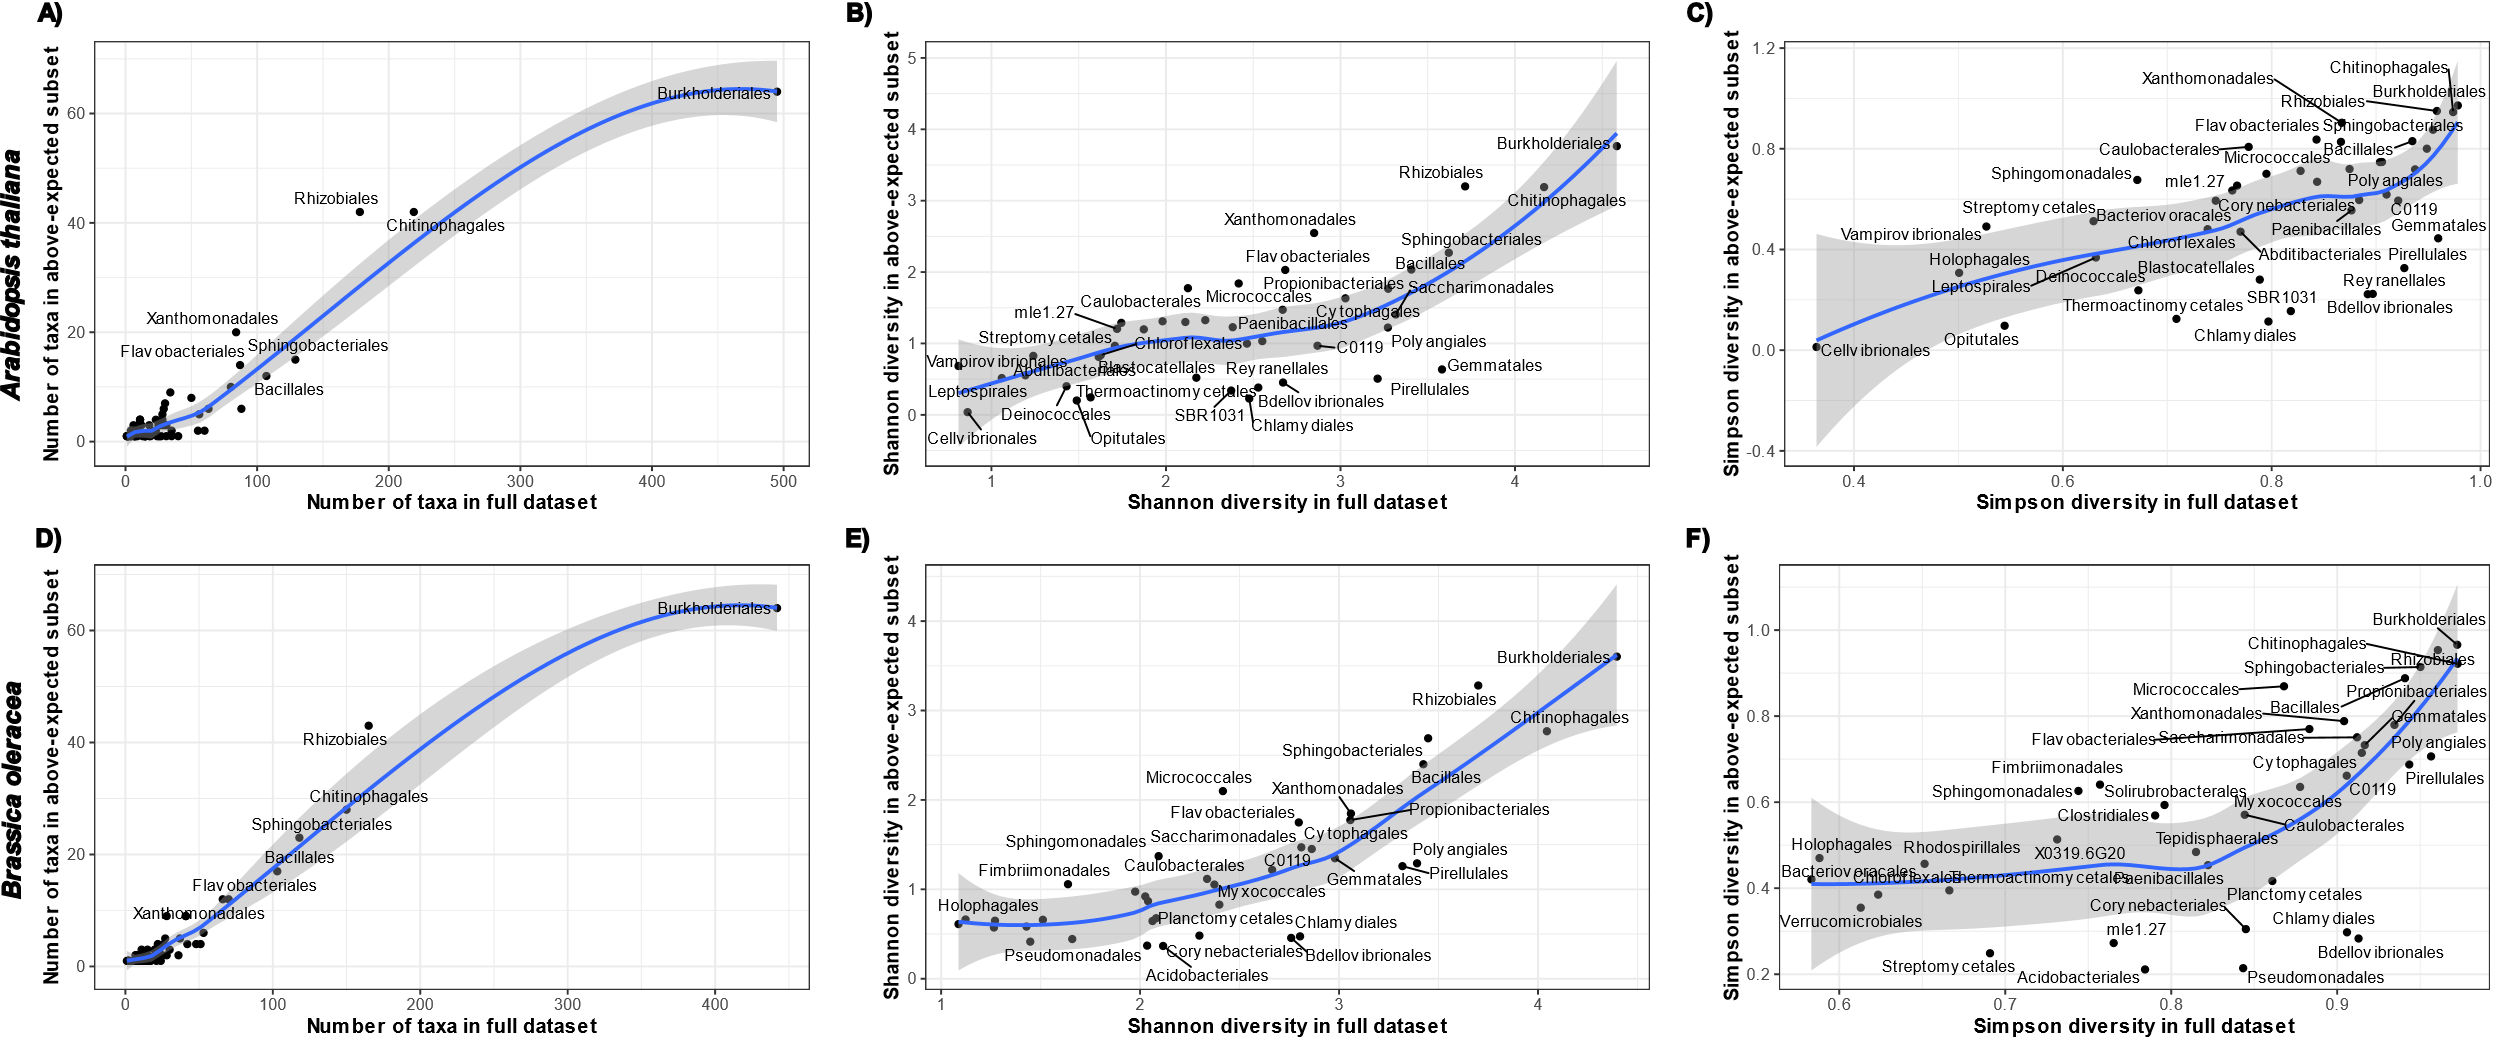 A)
B)
C)
Arabidopsis thaliana
Number of taxa in above-expected subset
60
40
20
0
Burkholderiales
Rhizobiales
Chitinophagales
Xanthomonadales
Flavobacteriales
Sphingobacteriales
Bacillales
0 100 200 300 400 500
Number of taxa in full dataset
Shannon diversity in above-expected subset
5
4
3
2
1
0
Burkholderiales
Rhizobiales
Chitinophagales
Xanthomonadales
Sphingobacteriales
Flavobacteriales
Bacillales
Propionibacteriales
Saccharimonadales
Caulobacterales
Micrococcales
mle1.27
Cytophagales
Paenibacillales
Streptomycetales
Chloroflexales
C0119
Polyangiales
Vampirovibrionales
Abditibacteriales
Blastocatellales
Reyranellales
Gemmatales
Leptospirales
Thermoactinomycetales
Bdellovibrionales
Pirellulales
Deinococcales
SBR1031
Chlamydiales
Cellvibrionales
Opitutales
1 2 3 4
Shannon diversity in full dataset
Simpson diversity in above-expected subset
1.2
0.8
0.4
0.0
-0.4
Chitinophagales
Xanthomonadales
Burkholderiales
Rhizobiales
Flavobacteriales
Sphingobacteriales
Caulobacterales
Bacillales
Micrococcales
Sphingomonadales
mle1.27
Polyangiales
Streptomycetales
Bacteriovoracales
Corynebacteriales
C0119
Vampirovibrionales
Paenibacillales
Gemmatales
Chloroflexales
Abditibacteriales
Pirellulales
Holophagales
Blastocatellales
Leptospirales
Deinococcales
Reyranellales
SBR1031
Thermoactinomycetales
Bdellovibrionales
Opitutales
Chlamydiales
Cellvibrionales
0.4 0.6 0.8 1.0
Simpson diversity in full dataset
D)
E)
F)
Brassica oleracea
Number of taxa in above-expected subset
60
40
20
0
Burkholderiales
Rhizobiales
Chitinophagales
Sphingobacteriales
Bacillales
Flavobacteriales
Xanthomonadales
0 100 200 300 400
Number of taxa in full dataset
Shannon diversity in above-expected subset
4
3
2
1
0
Burkholderiales
Rhizobiales
Chitinophagales
Sphingobacteriales
Micrococcales
Bacillales
Xanthomonadales
Flavobacteriales
Propionibacteriales
Sphingomonadales
Saccharimonadales
Cytophagales
Caulobacterales
C0119
Polyangiales
Fimbriimonadales
Gemmatales
Pirellulales
Myxococcales
Holophagales
Planctomycetales
Chlamydiales
Pseudomonadales
Corynebacteriales
Bdellovibrionales
Acidobacteriales
1 2 3 4
Shannon diversity in full dataset
Simpson diversity in above-expected subset
1.0
0.8
0.6
0.4
0.2
Burkholderiales
Chitinophagales
Sphingobacteriales
Rhizobiales
Micrococcales
Propionibacteriales
Bacillales
Xanthomonadales
Gemmatales
Flavobacteriales
Saccharimonadales
Polyangiales
Cytophagales
Fimbriimonadales
Pirellulales
Sphingomonadales
Solirubrobacterales
C0119
Myxococcales
Clostridiales
Caulobacterales
Holophagales
Rhodospirillales
Tepidisphaerales
X0319.6G20
Bacteriovoracales
Chloroflexales
Thermoactinomycetales
Paenibacillales
Planctomycetales
Verrucomicrobiales
Corynebacteriales
Chlamydiales
mle1.27
Bdellovibrionales
Streptomycetales
Acidobacteriales
Pseudomonadales
0.6 0.7 0.8 0.9
Simpson diversity in full dataset